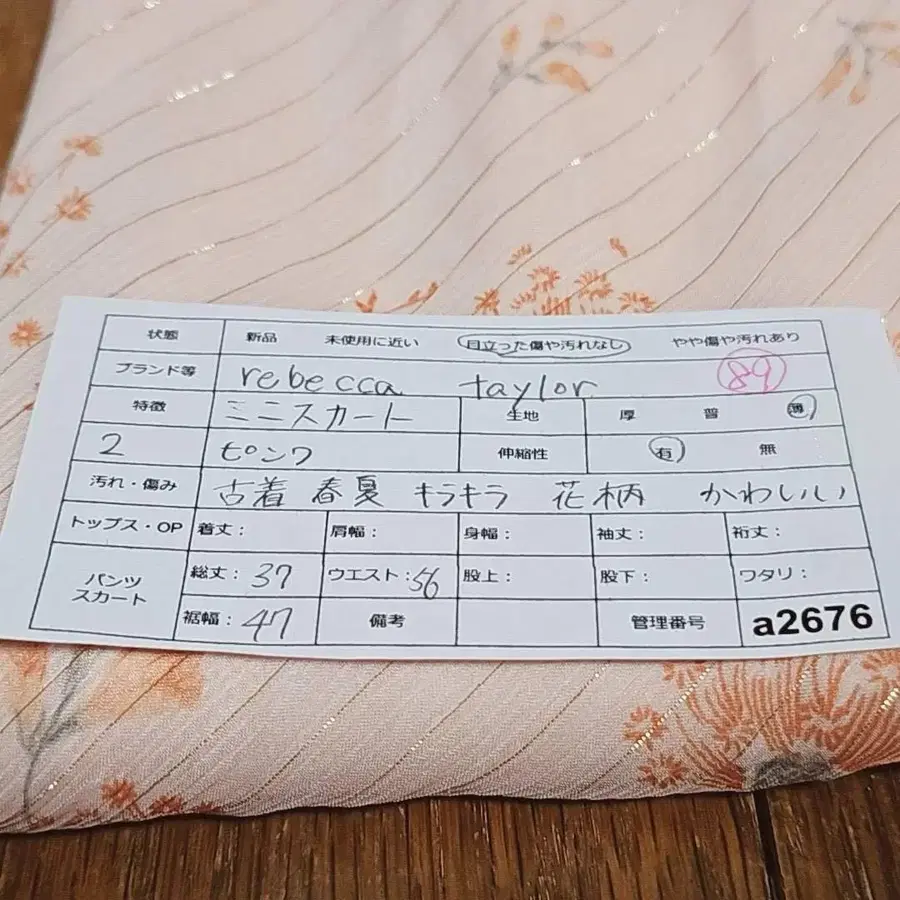 状態 新品 未使用に近い 目立った傷や汚れなし やや傷や汚れあり
ブランド等 rebecca taylor 89
特徴 ミニスカート 生地 厚 普 薄
2 ピンク 伸縮性 有 無
汚れ・傷み 古着 春夏 キラキラ 花柄 かわいい
トップス・OP 着丈: 肩幅: 身幅: 袖丈: 裄丈:
パンツ スカート 総丈: 37 ウエスト: 56 股上: 股下: ワタリ:
裾幅: 47 備考 管理番号 a2676